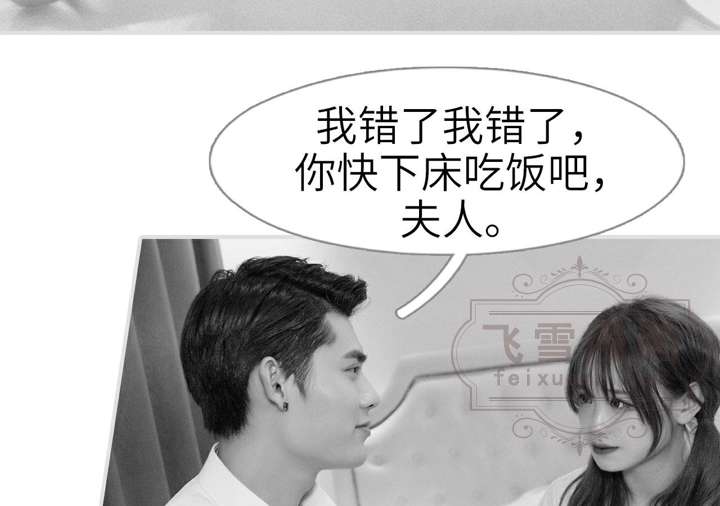 我错了我错了，
你快下床吃饭吧，
夫人。
飞雪
feixu